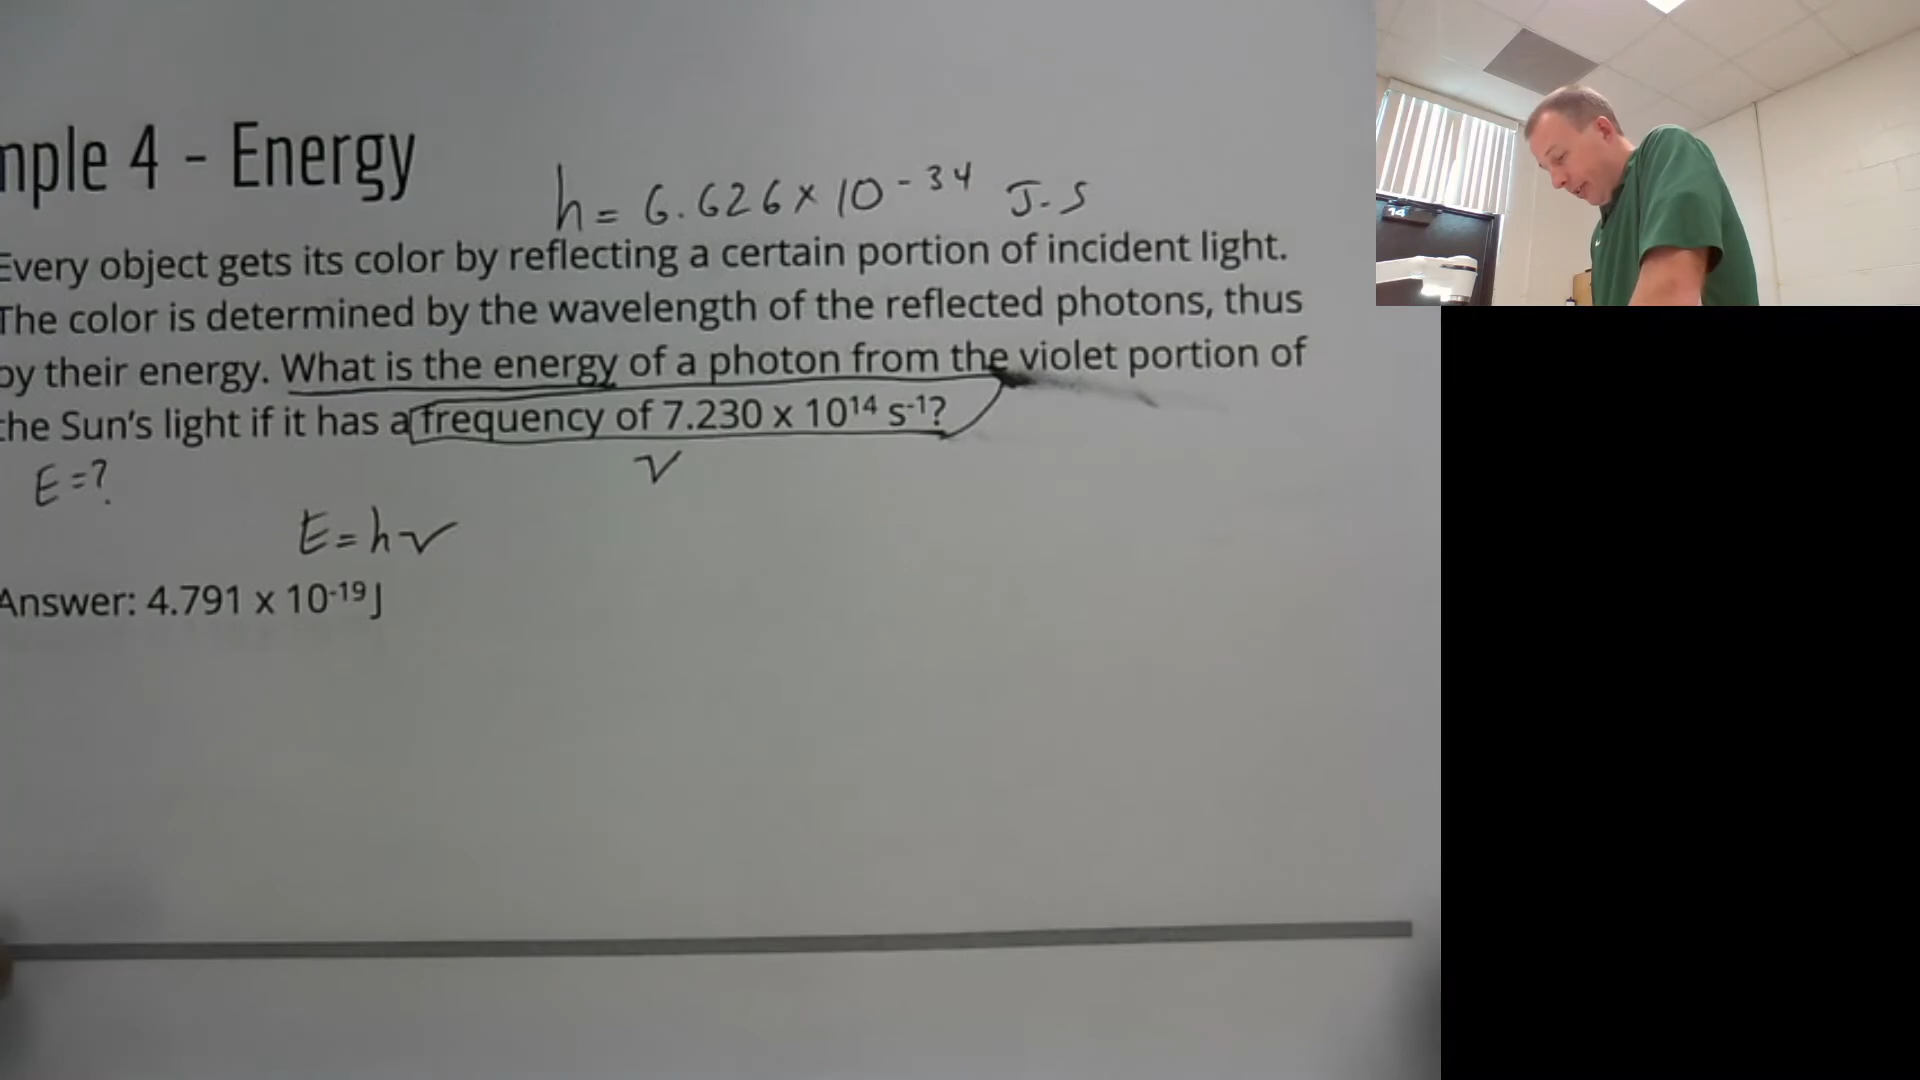 mple 4 - Energy
h = 6.626 x 10⁻³⁴ J·s
Every object gets its color by reflecting a certain portion of incident light.
The color is determined by the wavelength of the reflected photons, thus
by their energy. What is the energy of a photon from the violet portion of
the Sun's light if it has a frequency of 7.230 x 10¹⁴ s⁻¹?
E = ?
ν
E = hν
Answer: 4.791 x 10⁻¹⁹ J
14